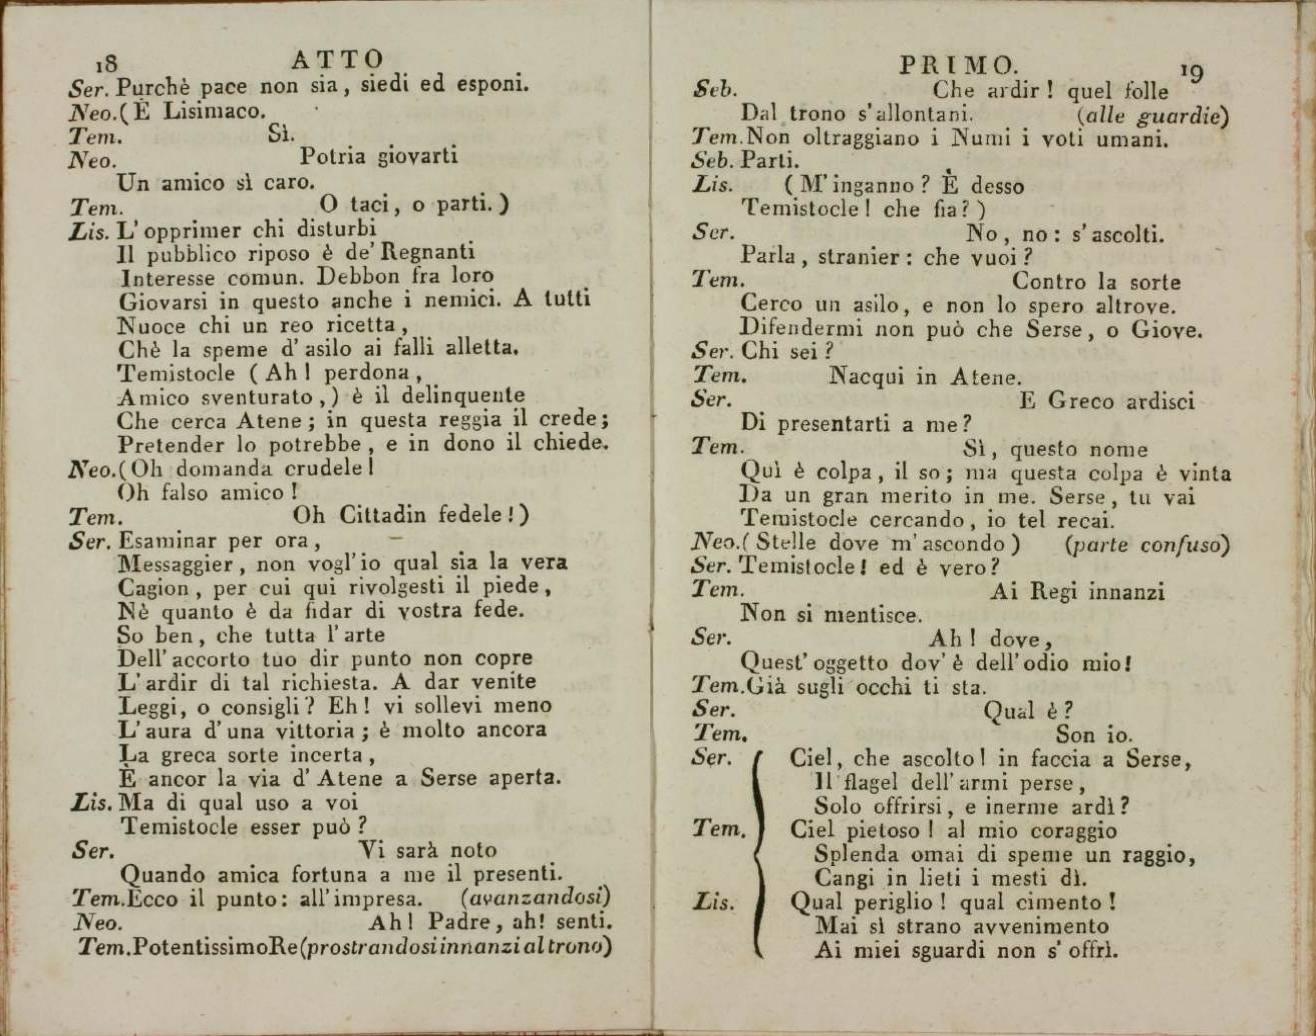 18 ATTO
Ser. Purchè pace non sia, siedi ed esponi.
Neo. (È Lisimaco.
Tem. Sì.
Neo. Potria giovarti
Un amico sì caro.
Tem. O taci, o parti.)
Lis. L'opprimer chi disturbi
Il pubblico riposo è de' Regnanti
Interesse comun. Debbon fra loro
Giovarsi in questo anche i nemici. A tutti
Nuoce chi un reo ricetta,
Chè la speme d'asilo ai falli alletta.
Temistocle (Ah! perdona,
Amico sventurato,) è il delinquente
Che cerca Atene; in questa reggia il crede;
Pretender lo potrebbe, e in dono il chiede.
Neo. (Oh domanda crudele!
Oh falso amico!
Tem. Oh Cittadin fedele!)
Ser. Esaminar per ora,
Messaggier, non vogl'io qual sia la vera
Cagion, per cui qui rivolgesti il piede,
Nè quanto è da fidar di vostra fede.
So ben, che tutta l'arte
Dell'accorto tuo dir punto non copre
L'ardir di tal richiesta. A dar venite
Leggi, o consigli? Eh! vi sollevi meno
L'aura d'una vittoria; è molto ancora
La greca sorte incerta,
È ancor la via d'Atene a Serse aperta.
Lis. Ma di qual uso a voi
Temistocle esser può?
Ser. Vi sarà noto
Quando amica fortuna a me il presenti.
Tem. Ecco il punto: all'impresa. (avanzandosi)
Neo. Ah! Padre, ah! senti.
Tem. Potentissimo Re (prostrandosi innanzi al trono)
PRIMO. 19
Seb. Che ardir! quel folle
Dal trono s'allontani. (alle guardie)
Tem. Non oltraggiano i Numi i voti umani.
Seb. Parti.
Lis. (M'inganno? È desso
Temistocle! che fia?)
Ser. No, no: s'ascolti.
Parla, stranier: che vuoi?
Tem. Contro la sorte
Cerco un asilo, e non lo spero altrove.
Difendermi non può che Serse, o Giove.
Ser. Chi sei?
Tem. Nacqui in Atene.
Ser. E Greco ardisci
Di presentarti a me?
Tem. Sì, questo nome
Quì è colpa, il so; ma questa colpa è vinta
Da un gran merito in me. Serse, tu vai
Temistocle cercando, io tel recai.
Neo. (Stelle dove m'ascondo) (parte confuso)
Ser. Temistocle! ed è vero?
Tem. Ai Regi innanzi
Non si mentisce.
Ser. Ah! dove,
Quest'oggetto dov'è dell'odio mio!
Tem. Già sugli occhi ti sta.
Ser. Qual è?
Tem. Son io.
Ser. Ciel, che ascolto! in faccia a Serse,
Il flagel dell'armi perse,
Solo offrirsi, e inerme ardì?
Tem. Ciel pietoso! al mio coraggio
Splenda omai di speme un raggio,
Cangi in lieti i mesti dì.
Lis. Qual periglio! qual cimento!
Mai sì strano avvenimento
Ai miei sguardi non s'offrì.